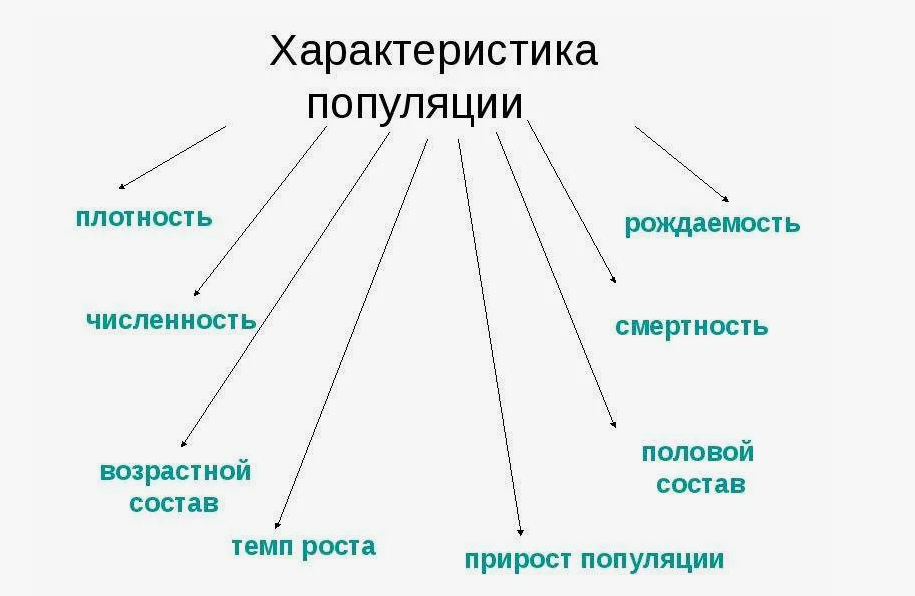 Характеристика
популяции
плотность
рождаемость
численность
смертность
возрастной
состав
половой
состав
темп роста
прирост популяции